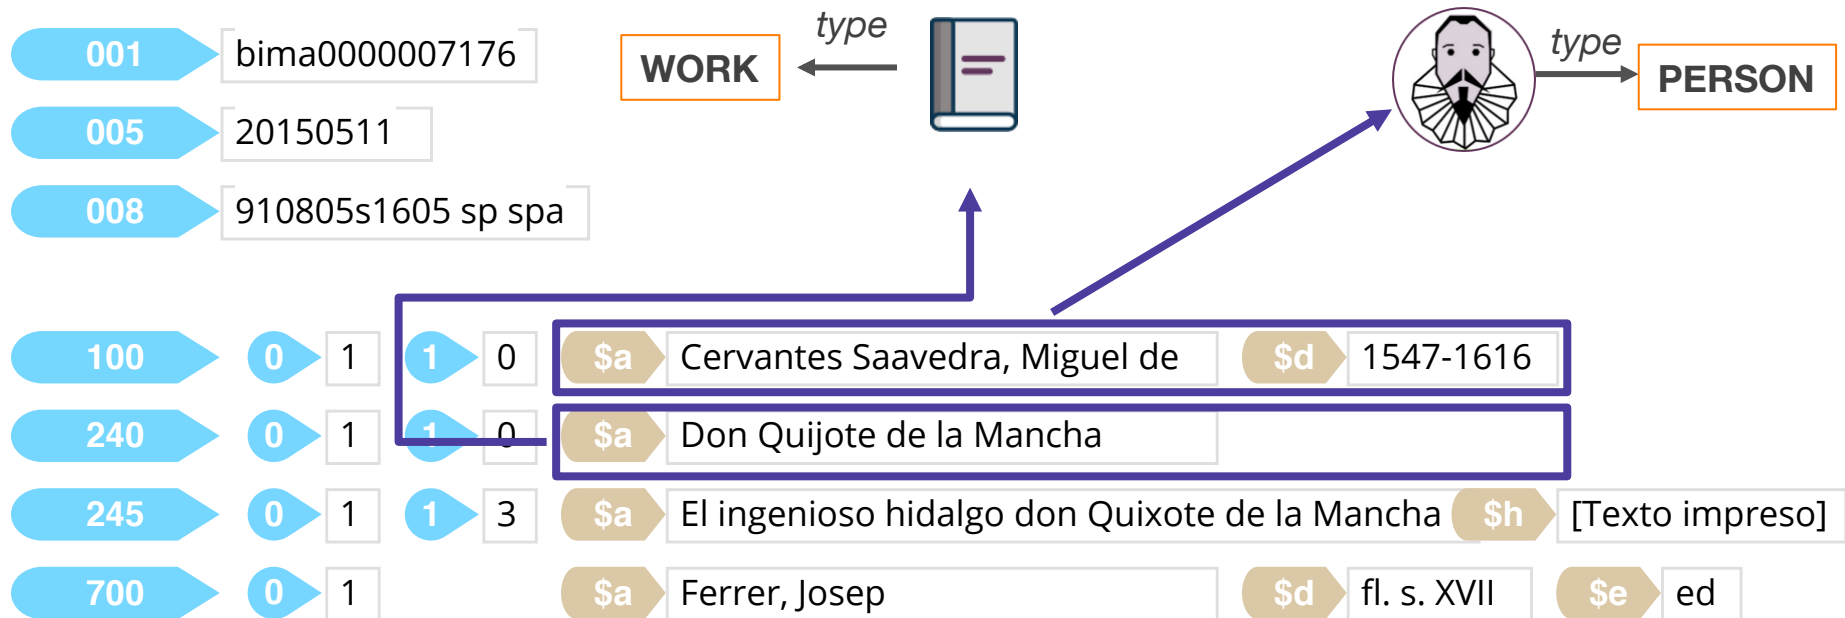 001 bima0000007176
type
WORK
type
PERSON
005 20150511
008 910805s1605 sp spa
100 0 1 1 0 $a Cervantes Saavedra, Miguel de $d 1547-1616
240 0 1 1 0 $a Don Quijote de la Mancha
245 0 1 1 3 $a El ingenioso hidalgo don Quixote de la Mancha $h [Texto impreso]
700 0 1 $a Ferrer, Josep $d fl. s. XVII $e ed